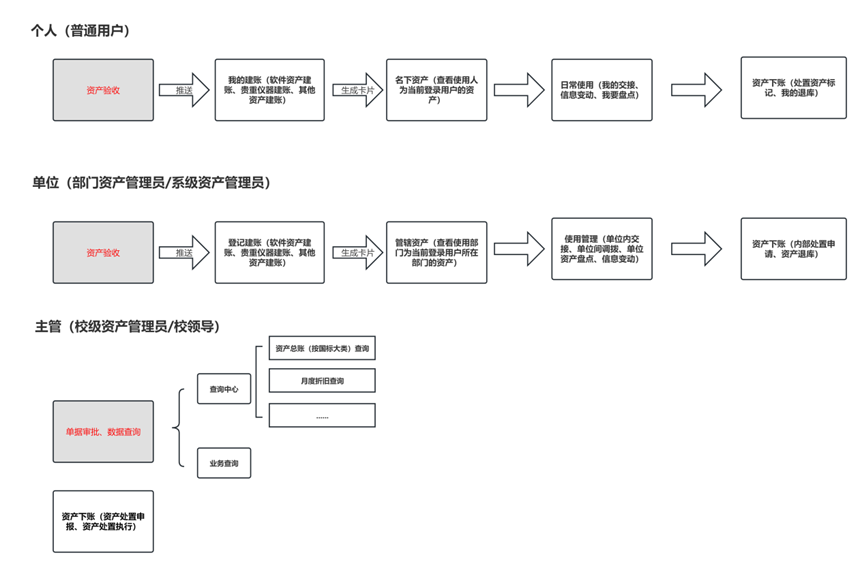 个人（普通用户）
资产验收
推送
我的建账（软件资产建
账、贵重仪器建账、其他
资产建账）
生成卡片
名下资产（查看使用人
为当前登录用户的资
产）
日常使用（我的交接、
信息变动、我要盘点）
资产下账（处置资产标
记、我的退库）
单位（部门资产管理员/系级资产管理员）
资产验收
推送
登记建账（软件资产建
账、贵重仪器建账、其他
资产建账）
生成卡片
管辖资产（查看使用部
门为当前登录用户所在
部门的资产）
使用管理（单位内交
接、单位间调拨、单位
资产盘点、信息变动）
资产下账（内部处置申
请、资产退库）
主管（校级资产管理员/校领导）
单据审批、数据查询
查询中心
资产总账（按国标大类）查询
月度折旧查询
......
业务查询
资产下账（资产处置申
报、资产处置执行）